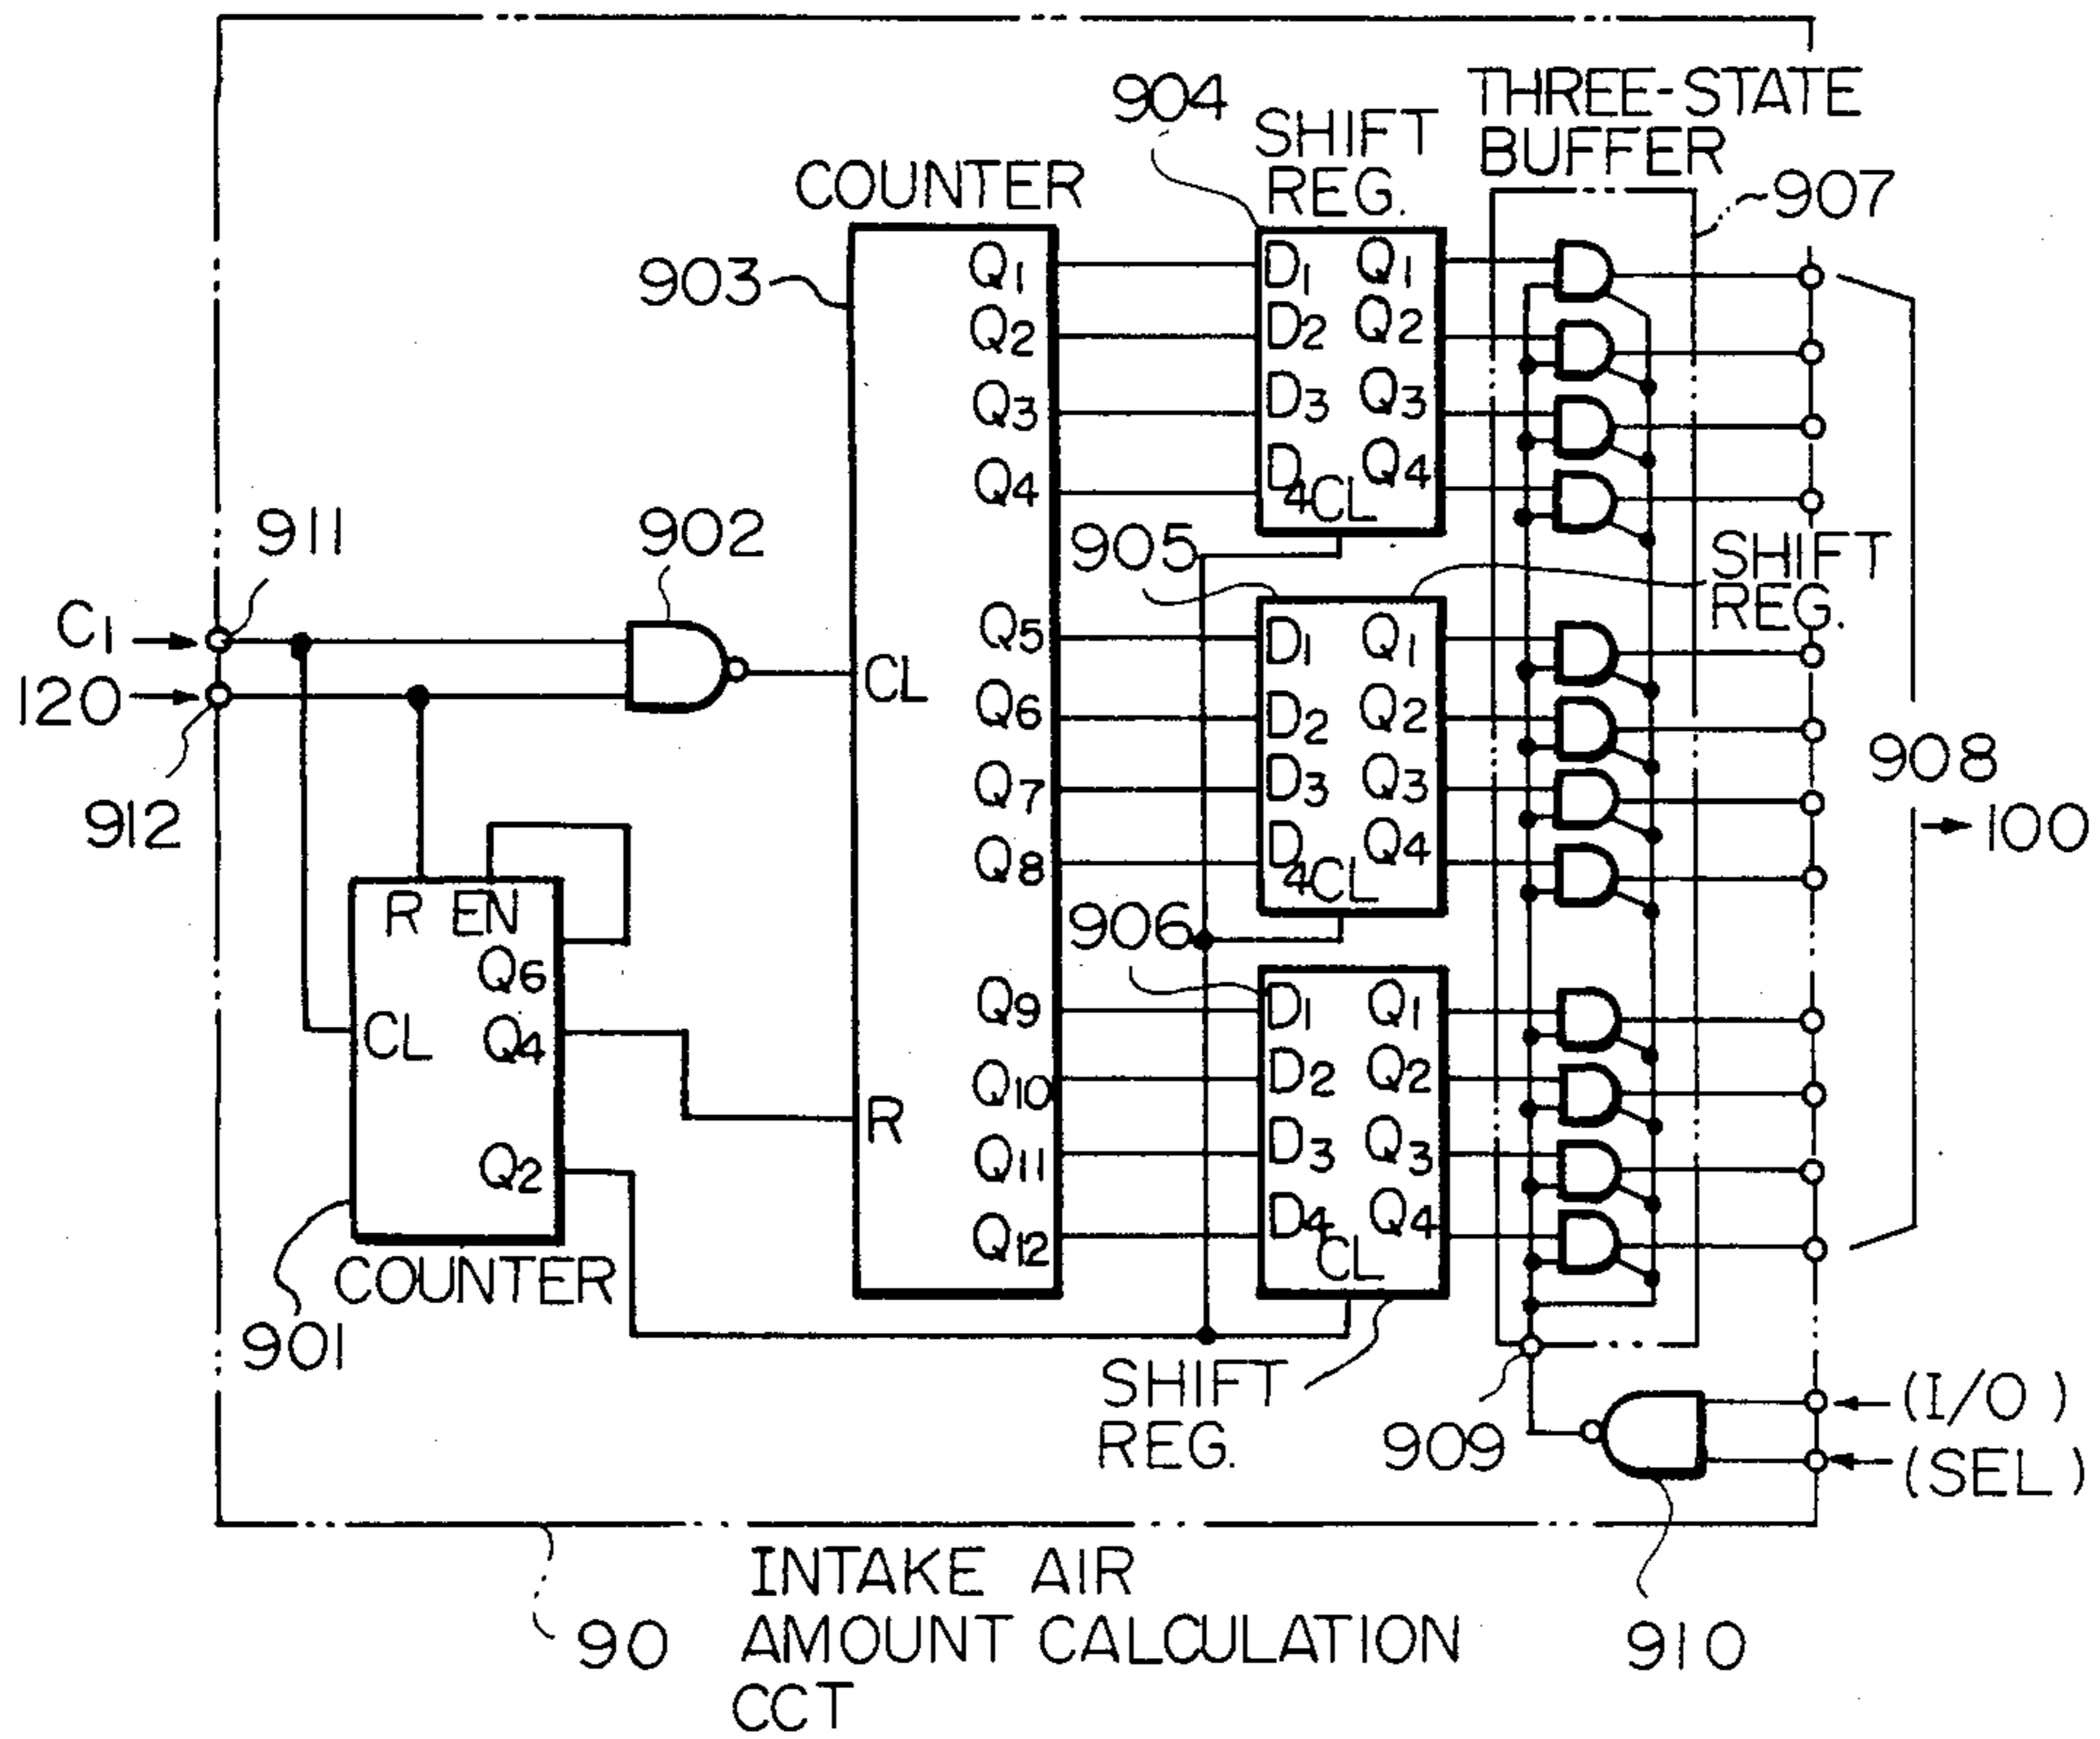 904
THREE-STATE
BUFFER
SHIFT
REG.
907
COUNTER
903
Q1
Q2
Q3
Q4
Q5
Q6
Q7
Q8
Q9
Q10
Q11
Q12
CL
R
D1 Q1
D2 Q2
D3 Q3
D4 Q4
CL
905
SHIFT
REG.
D1 Q1
D2 Q2
D3 Q3
D4 Q4
CL
906
D1 Q1
D2 Q2
D3 Q3
D4 Q4
CL
SHIFT
REG.
911
902
C1
120
912
R EN
Q6
CL Q4
Q2
COUNTER
901
908
100
909
(I/O)
(SEL)
910
90
INTAKE AIR
AMOUNT CALCULATION
CCT